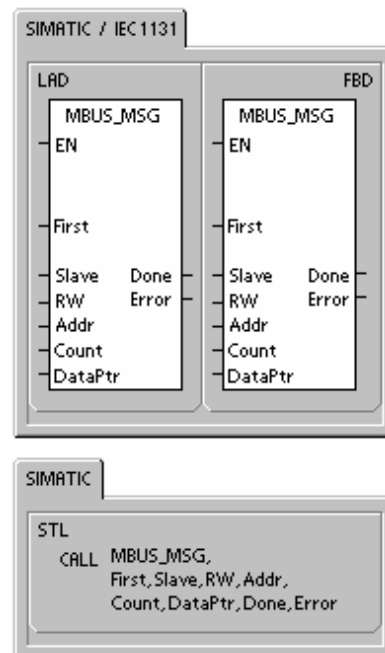 SIMATIC / IEC1131
LAD
FBD
MBUS_MSG
EN
First
Slave Done
RW Error
Addr
Count
DataPtr
MBUS_MSG
EN
First
Slave Done
RW Error
Addr
Count
DataPtr
SIMATIC
STL
CALL MBUS_MSG,
First,Slave,RW,Addr,
Count,DataPtr,Done,Error